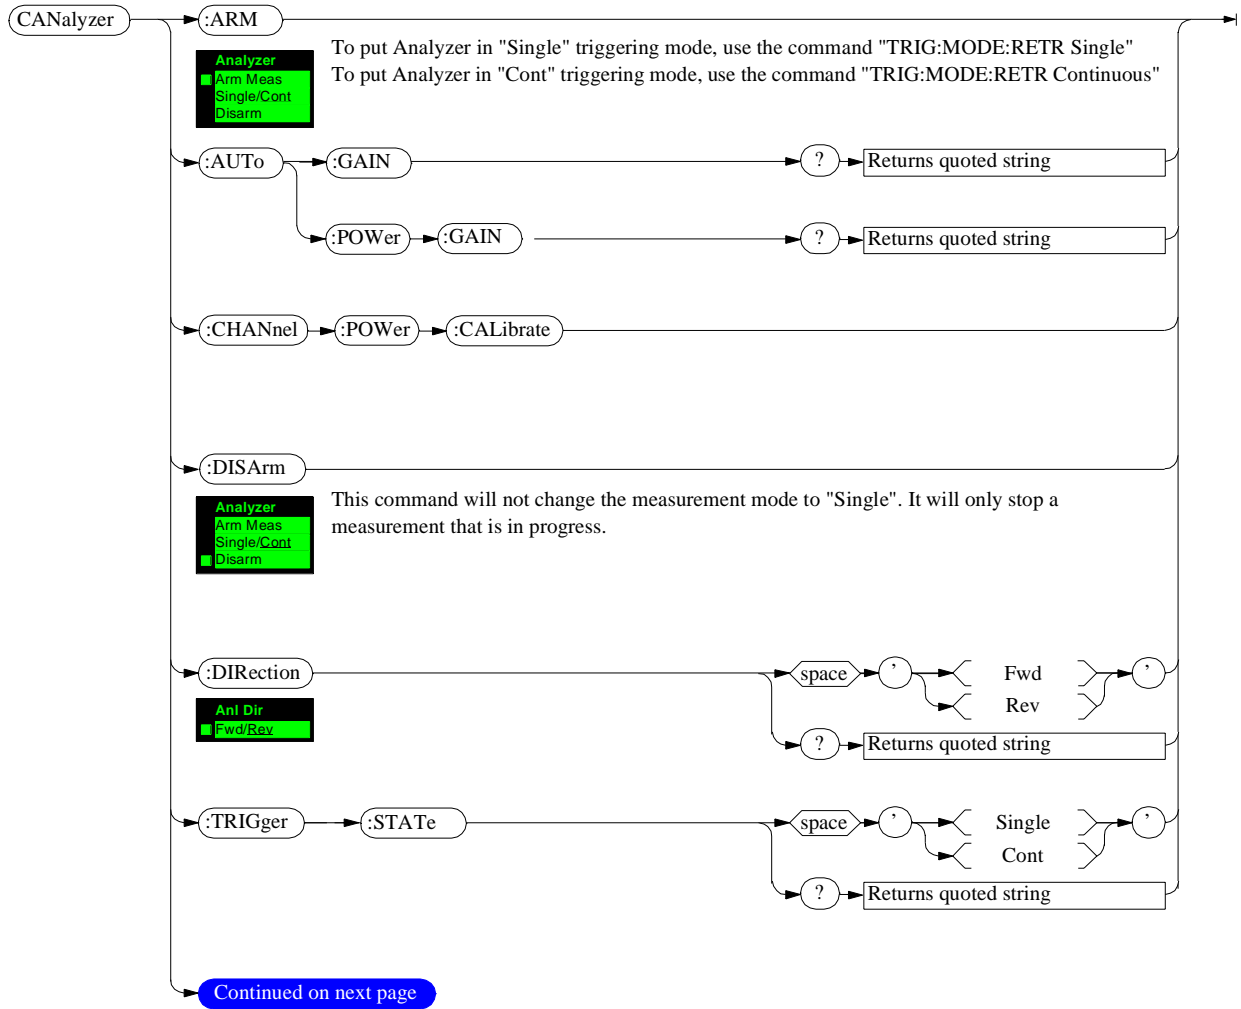 CANalyzer :ARM
To put Analyzer in "Single" triggering mode, use the command "TRIG:MODE:RETR Single"
To put Analyzer in "Cont" triggering mode, use the command "TRIG:MODE:RETR Continuous"
Analyzer
Arm Meas
Single/Cont
Disarm
:AUTo :GAIN ? Returns quoted string
:POWer :GAIN ? Returns quoted string
:CHANnel :POWer :CALibrate
:DISArm
This command will not change the measurement mode to "Single". It will only stop a
measurement that is in progress.
Analyzer
Arm Meas
Single/Cont
Disarm
:DIRection space ' Fwd '
Rev
Anl Dir
Fwd/Rev
? Returns quoted string
:TRIGger :STATe space ' Single '
Cont
? Returns quoted string
Continued on next page